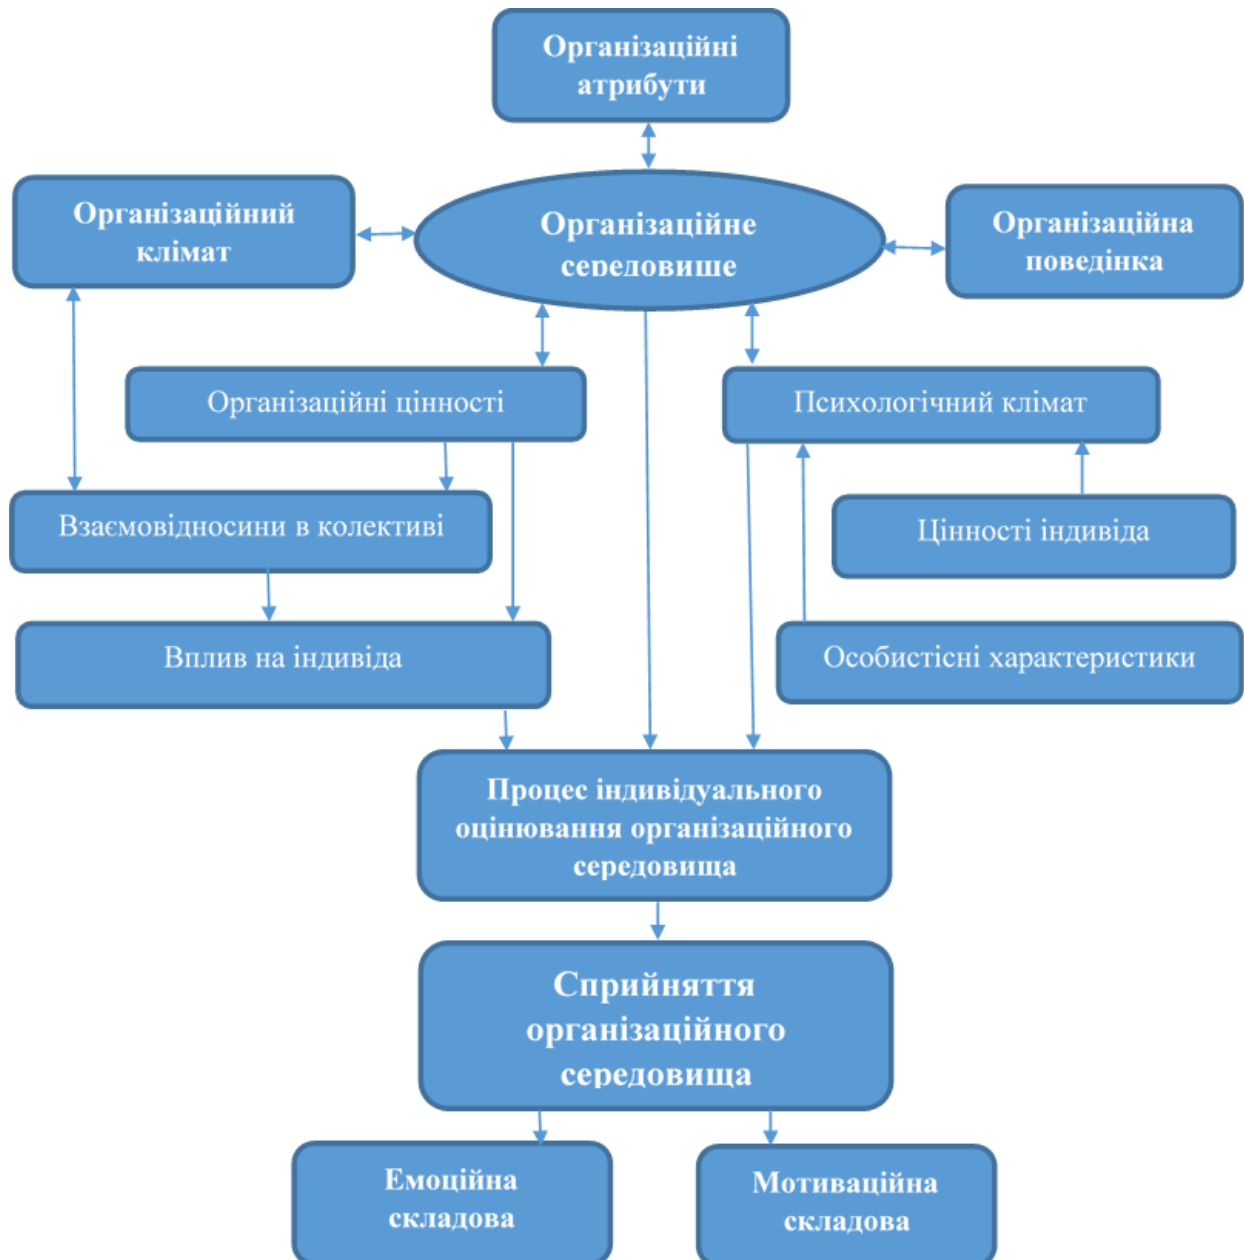 Організаційні
атрибути
Організаційний
клімат
Організаційне
середовище
Організаційна
поведінка
Організаційні цінності
Психологічний клімат
Взаємовідносини в колективі
Цінності індивіда
Вплив на індивіда
Особистісні характеристики
Процес індивідуального
оцінювання організаційного
середовища
Сприйняття
організаційного
середовища
Емоційна
складова
Мотиваційна
складова